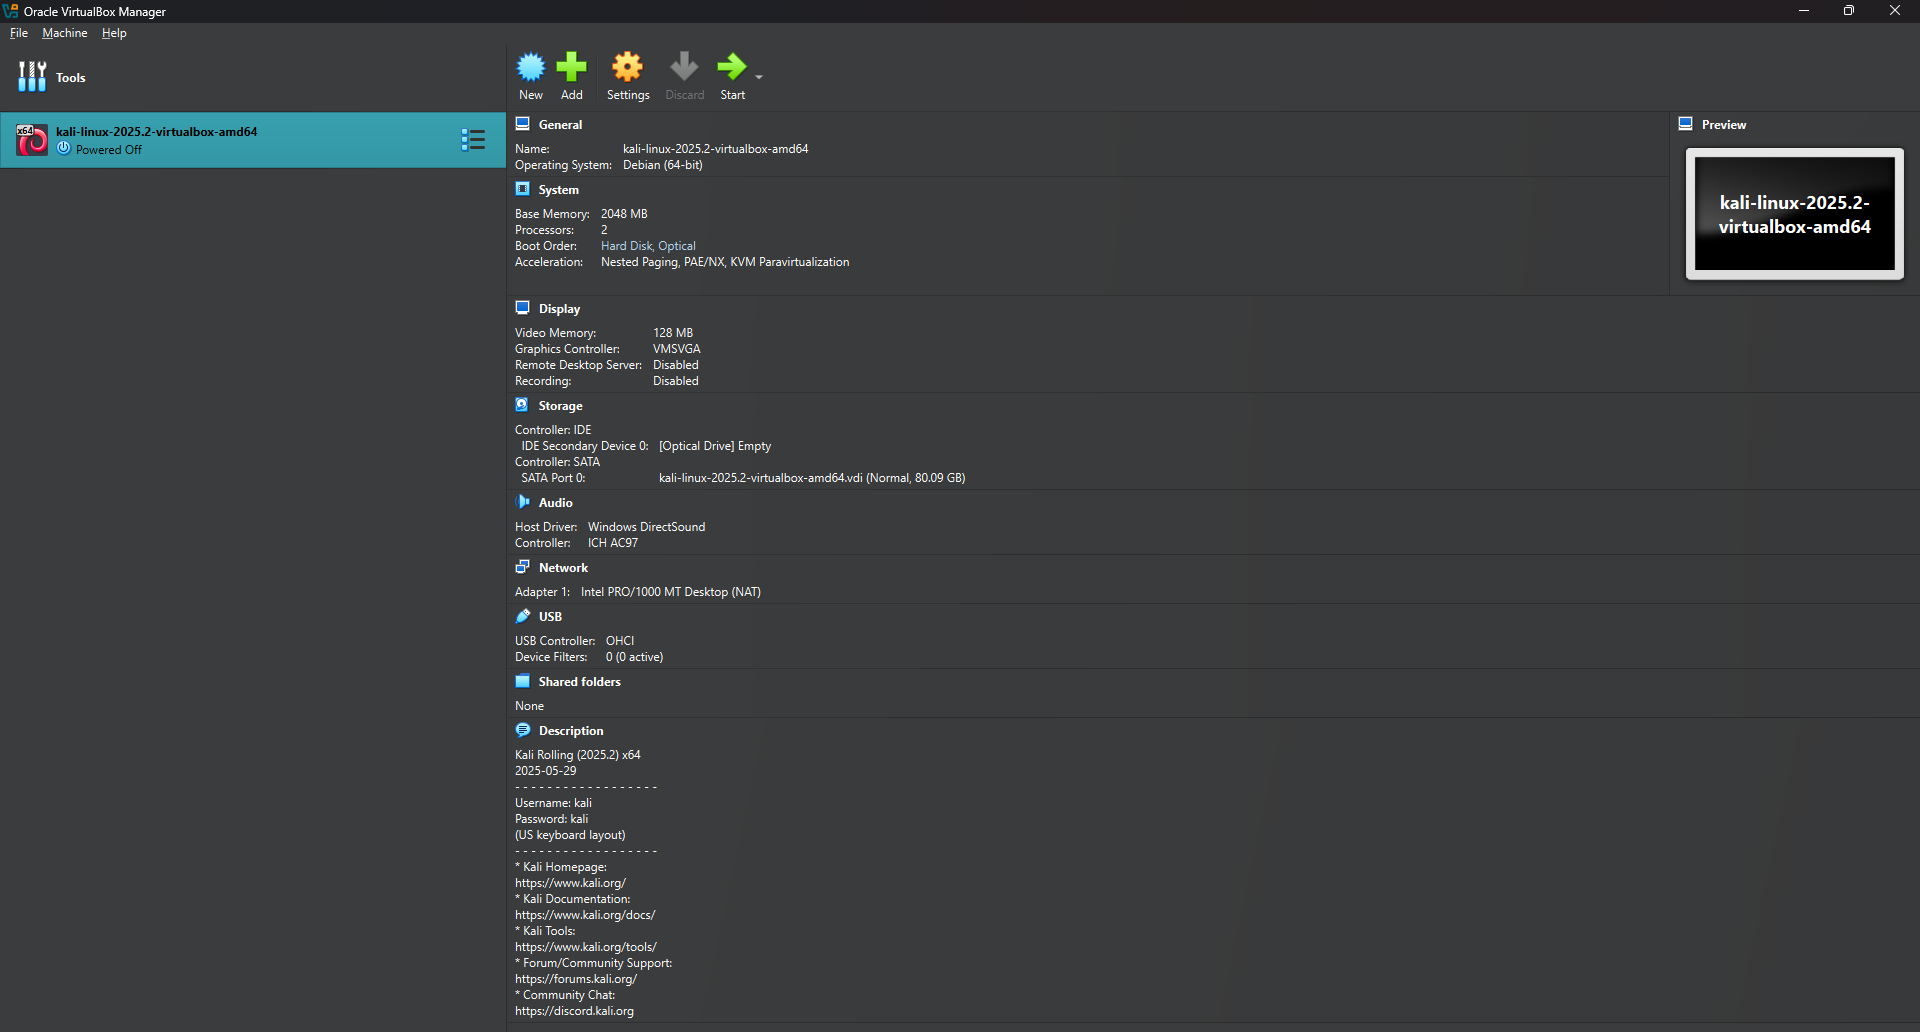 Oracle VirtualBox Manager
File Machine Help
Tools
New Add Settings Discard Start
x64
kali-linux-2025.2-virtualbox-amd64
Powered Off
General
Name: kali-linux-2025.2-virtualbox-amd64
Operating System: Debian (64-bit)
System
Base Memory: 2048 MB
Processors: 2
Boot Order: Hard Disk, Optical
Acceleration: Nested Paging, PAE/NX, KVM Paravirtualization
Preview
kali-linux-2025.2-
virtualbox-amd64
Display
Video Memory: 128 MB
Graphics Controller: VMSVGA
Remote Desktop Server: Disabled
Recording: Disabled
Storage
Controller: IDE
IDE Secondary Device 0: [Optical Drive] Empty
Controller: SATA
SATA Port 0: kali-linux-2025.2-virtualbox-amd64.vdi (Normal, 80.09 GB)
Audio
Host Driver: Windows DirectSound
Controller: ICH AC97
Network
Adapter 1: Intel PRO/1000 MT Desktop (NAT)
USB
USB Controller: OHCI
Device Filters: 0 (0 active)
Shared folders
None
Description
Kali Rolling (2025.2) x64
2025-05-29
- - - - - - - - - - - - - - - - - -
Username: kali
Password: kali
(US keyboard layout)
- - - - - - - - - - - - - - - - - -
* Kali Homepage:
https://www.kali.org/
* Kali Documentation:
https://www.kali.org/docs/
* Kali Tools:
https://www.kali.org/tools/
* Forum/Community Support:
https://forums.kali.org/
* Community Chat:
https://discord.kali.org